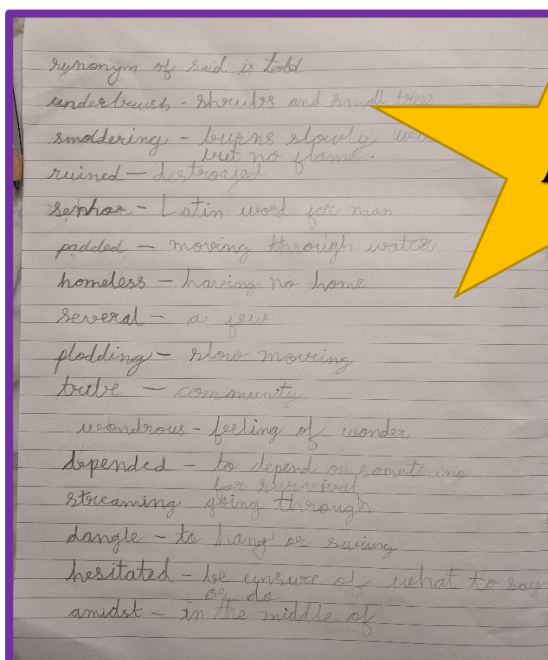 synonym of said is told
underbrush - shrubs and small trees
smoldering - burns slowly
but no flame.
ruined - destroyed
senhor - Latin word for man
padded - moving through water
homeless - having no home
several - a few
plodding - slow moving
tribe - community
wondrous - feeling of wonder
depended - to depend on something
for survival
streaming going through
dangle - to hang or swing
hesitated - be unsure of what to say
or do
amidst - in the middle of